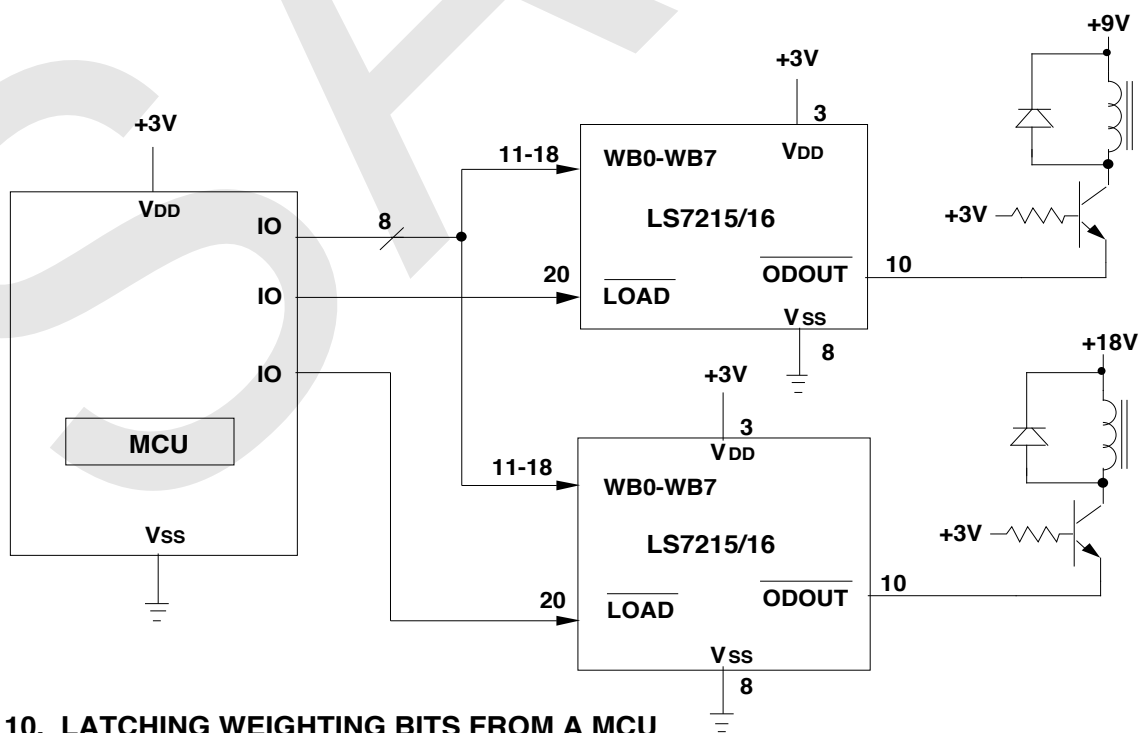 +9V
+3V
3
+3V
11-18
WB0-WB7
VDD
VDD
IO
8
LS7215/16
+3V
20
ODOUT
10
IO
LOAD
VSS
8
+18V
IO
+3V
3
MCU
VDD
11-18
WB0-WB7
VSS
LS7215/16
+3V
20
ODOUT
10
LOAD
VSS
8
10. LATCHING WEIGHTING BITS FROM A MCU